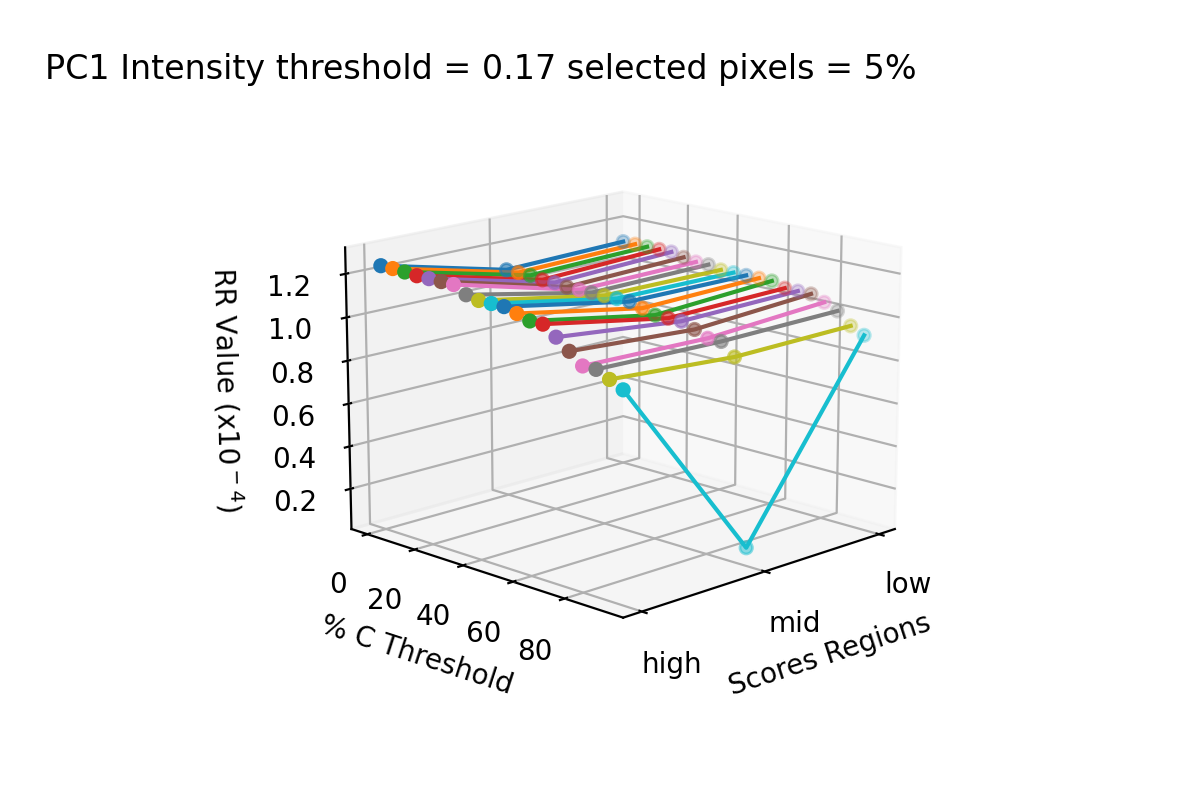 PC1 Intensity threshold = 0.17 selected pixels = 5%
RR Value (x10⁻⁴)
1.2
1.0
0.8
0.6
0.4
0.2
0
20
40
60
80
% C Threshold
high
mid
low
Scores Regions